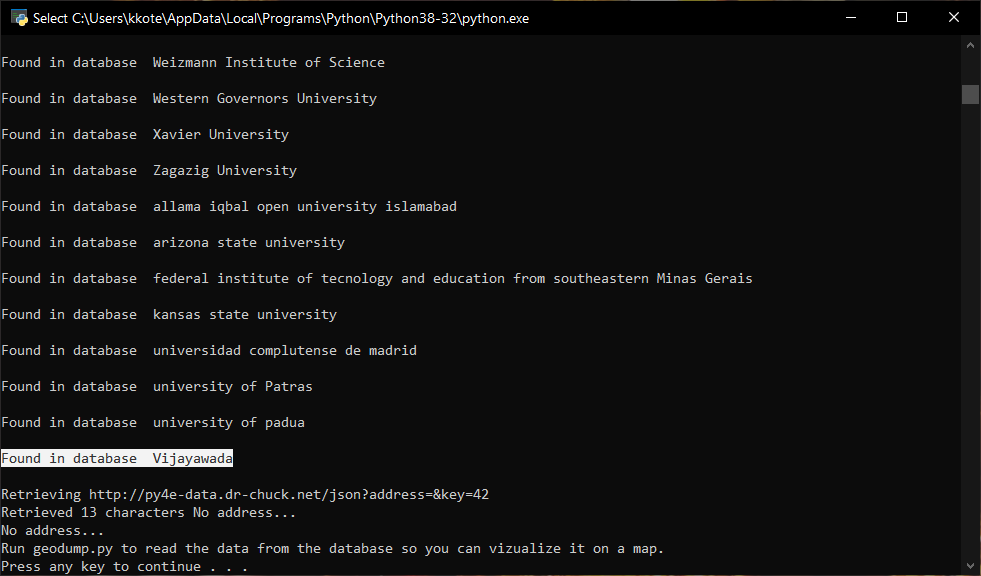 Select C:\Users\kkote\AppData\Local\Programs\Python\Python38-32\python.exe
Found in database  Weizmann Institute of Science
Found in database  Western Governors University
Found in database  Xavier University
Found in database  Zagazig University
Found in database  allama iqbal open university islamabad
Found in database  arizona state university
Found in database  federal institute of tecnology and education from southeastern Minas Gerais
Found in database  kansas state university
Found in database  universidad complutense de madrid
Found in database  university of Patras
Found in database  university of padua
Found in database  Vijayawada
Retrieving http://py4e-data.dr-chuck.net/json?address=&key=42
Retrieved 13 characters No address...
No address...
Run geodump.py to read the data from the database so you can vizualize it on a map.
Press any key to continue . . .